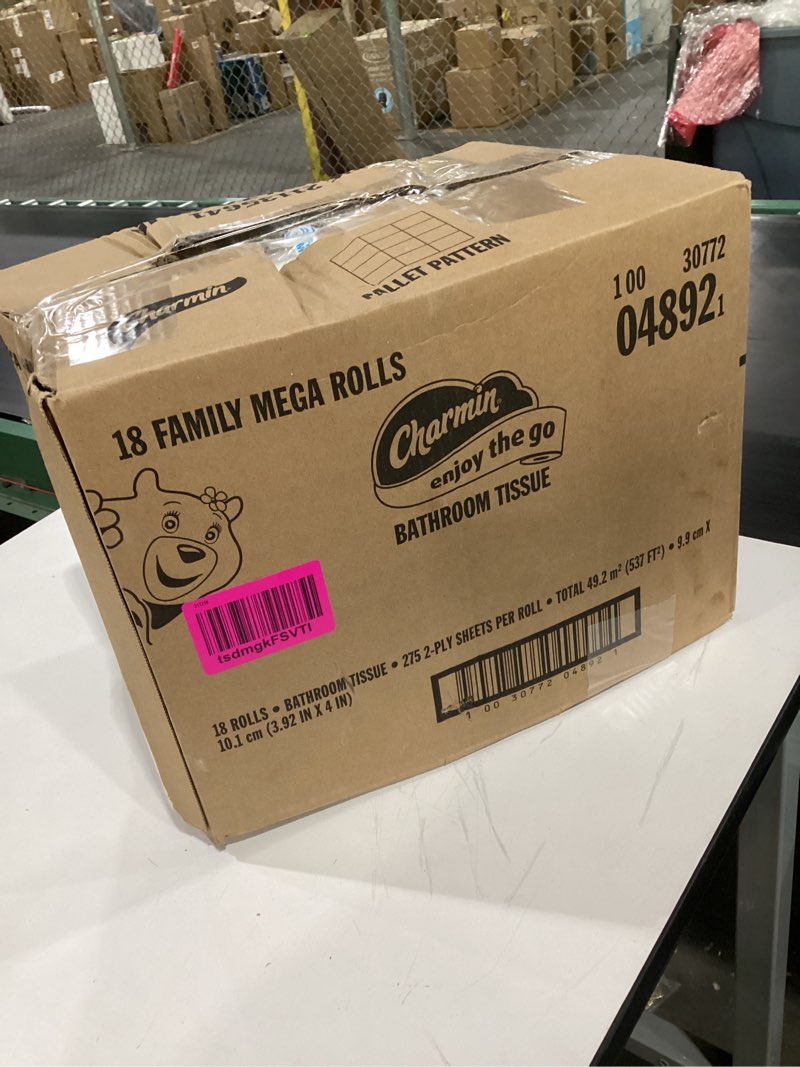 Charmin
PALLET PATTERN
100 30772
04892 1
18 FAMILY MEGA ROLLS
Charmin
enjoy the go
BATHROOM TISSUE
tsdmgkFSVTI
18 ROLLS • BATHROOM TISSUE • 275 2-PLY SHEETS PER ROLL • TOTAL 49.2 m² (537 FT²) • 9.9 cm X
10.1 cm (3.92 IN X 4 IN)
1 00 30772 04892 1